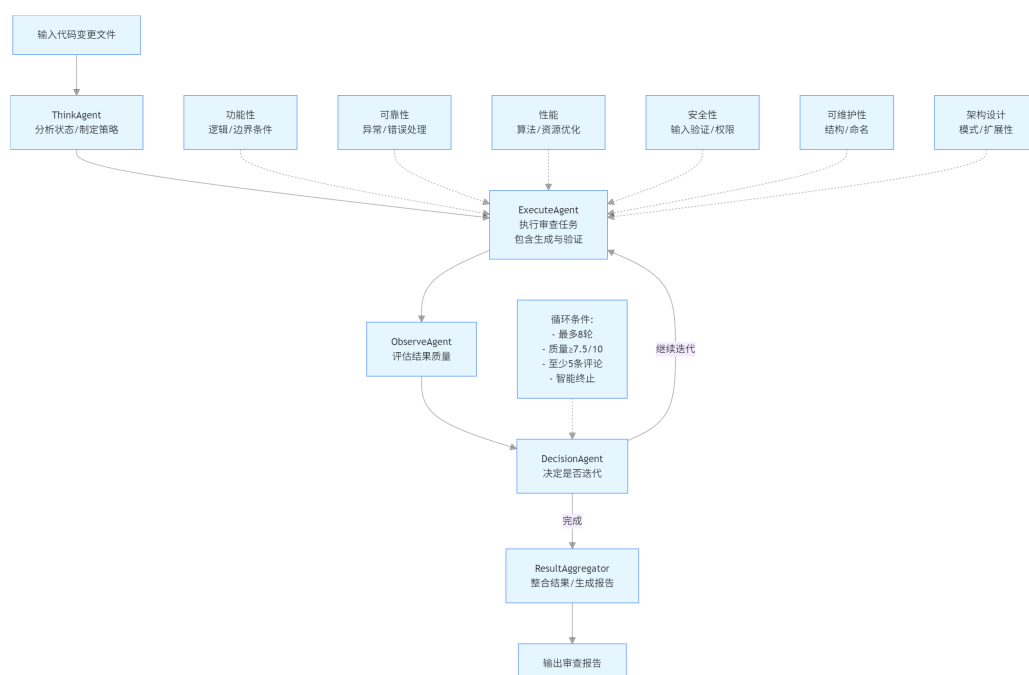 输入代码变更文件
ThinkAgent
分析状态/制定策略
功能性
逻辑/边界条件
可靠性
异常/错误处理
性能
算法/资源优化
安全性
输入验证/权限
可维护性
结构/命名
架构设计
模式/扩展性
ExecuteAgent
执行审查任务
包含生成与验证
循环条件:
- 最多8轮
- 质量≥7.5/10
- 至少5条评论
- 智能终止
ObserveAgent
评估结果质量
继续迭代
DecisionAgent
决定是否迭代
完成
ResultAggregator
整合结果/生成报告
输出审查报告